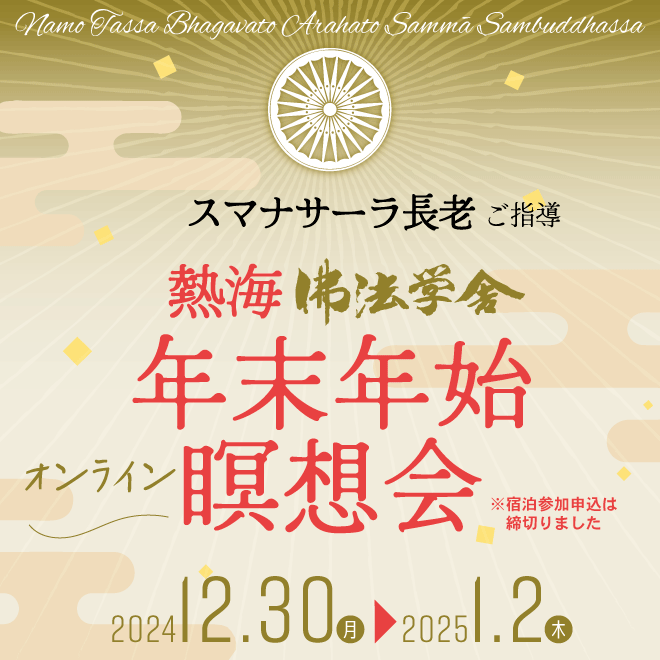 Namo Tassa Bhagavato Arahato Sammā Sambuddhassa
スマナサーラ長老 ご指導
熱海 佛法学舎
年末年始
オンライン 瞑想会
※宿泊参加申込は
締切りました
2024 12.30 月 ▶ 2025 1.2 木